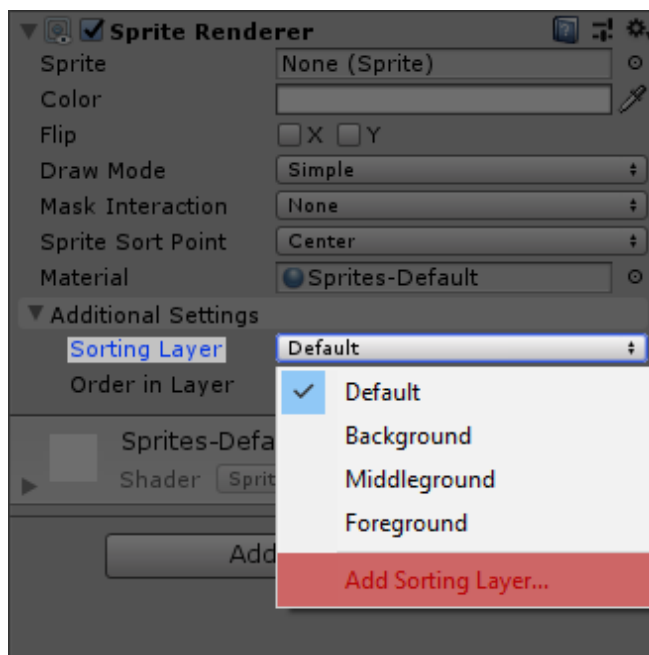 Sprite Renderer
Sprite None (Sprite)
Color
Flip X Y
Draw Mode Simple
Mask Interaction None
Sprite Sort Point Center
Material Sprites-Default
Additional Settings
Sorting Layer Default
Order in Layer
Default
Background
Middleground
Foreground
Add Sorting Layer...
Sprites-Defa
Shader Sprit
Add